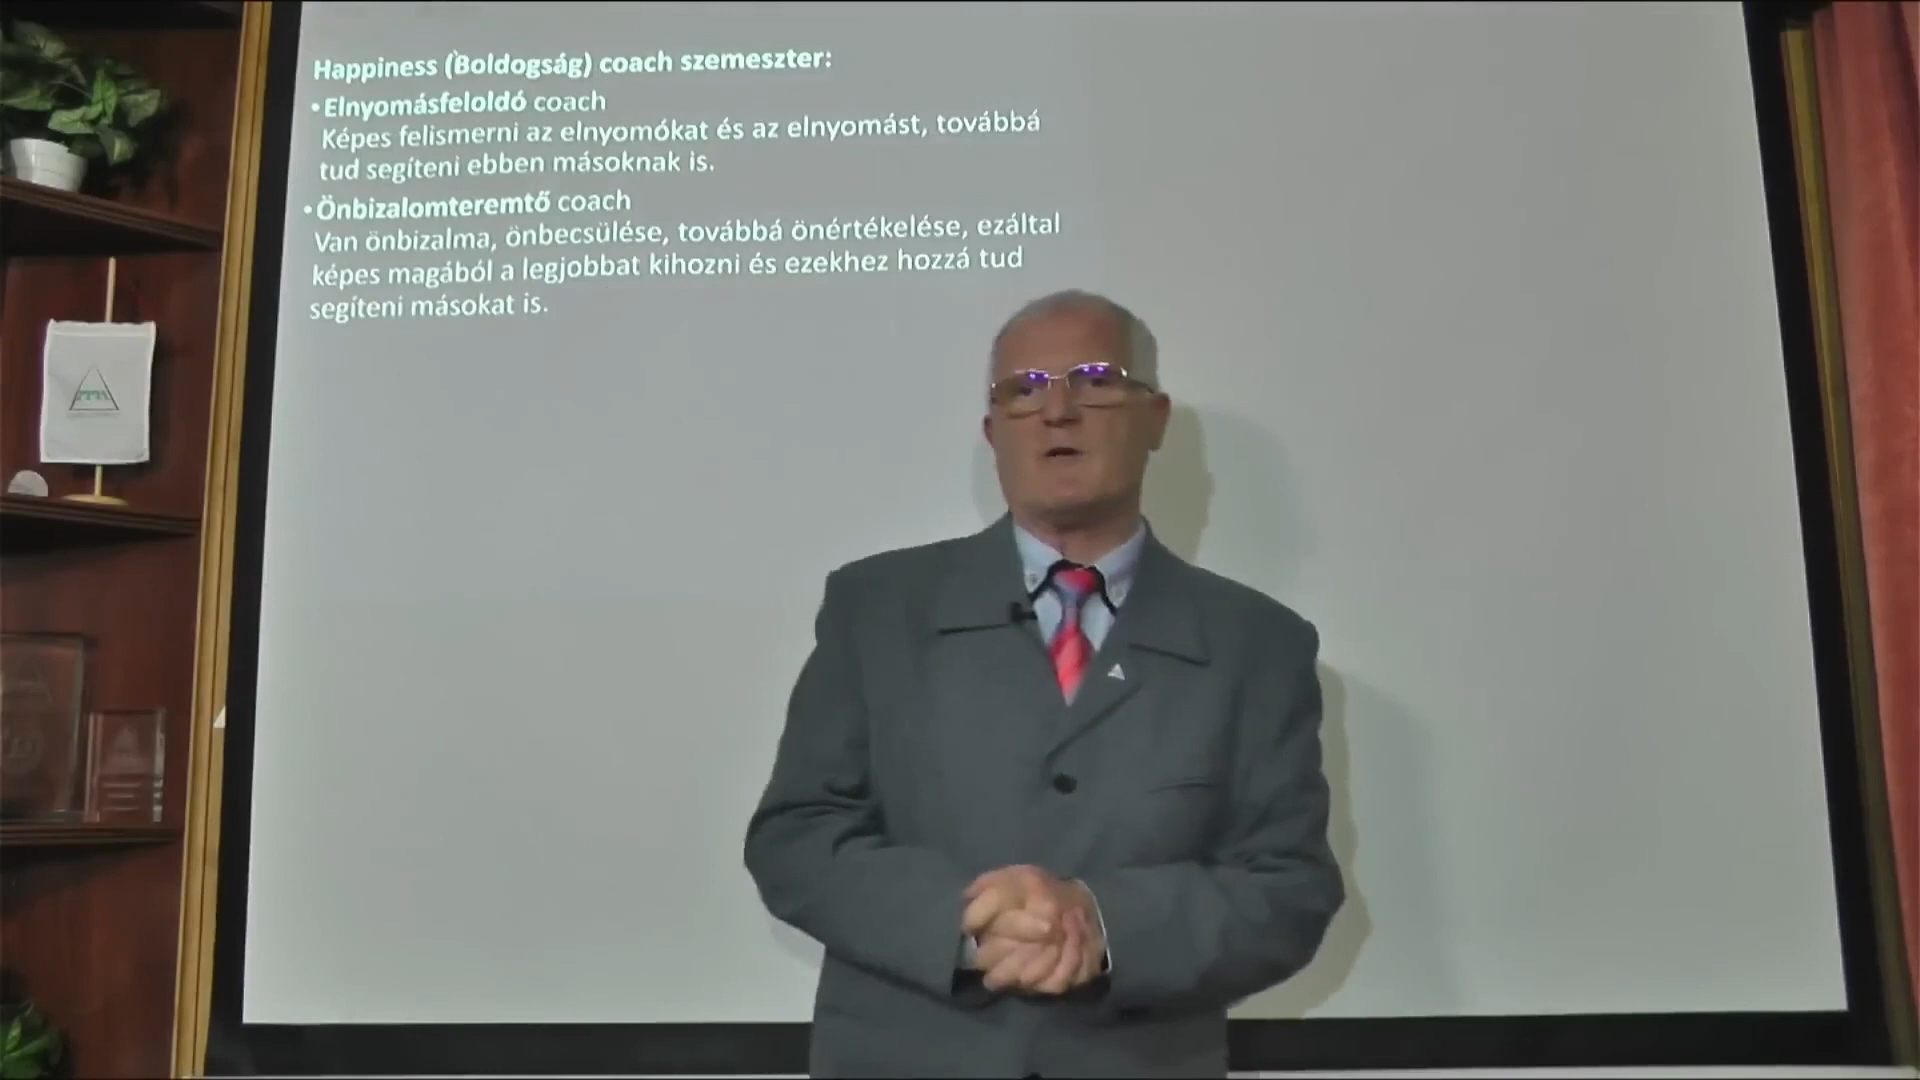 Happiness (Boldogság) coach szemeszter:
• Elnyomásfeloldó coach
Képes felismerni az elnyomókat és az elnyomást, továbbá
tud segíteni ebben másoknak is.
• Önbizalomteremtő coach
Van önbizalma, önbecsülése, továbbá önértékelése, ezáltal
képes magából a legjobbat kihozni és ezekhez hozzá tud
segíteni másokat is.